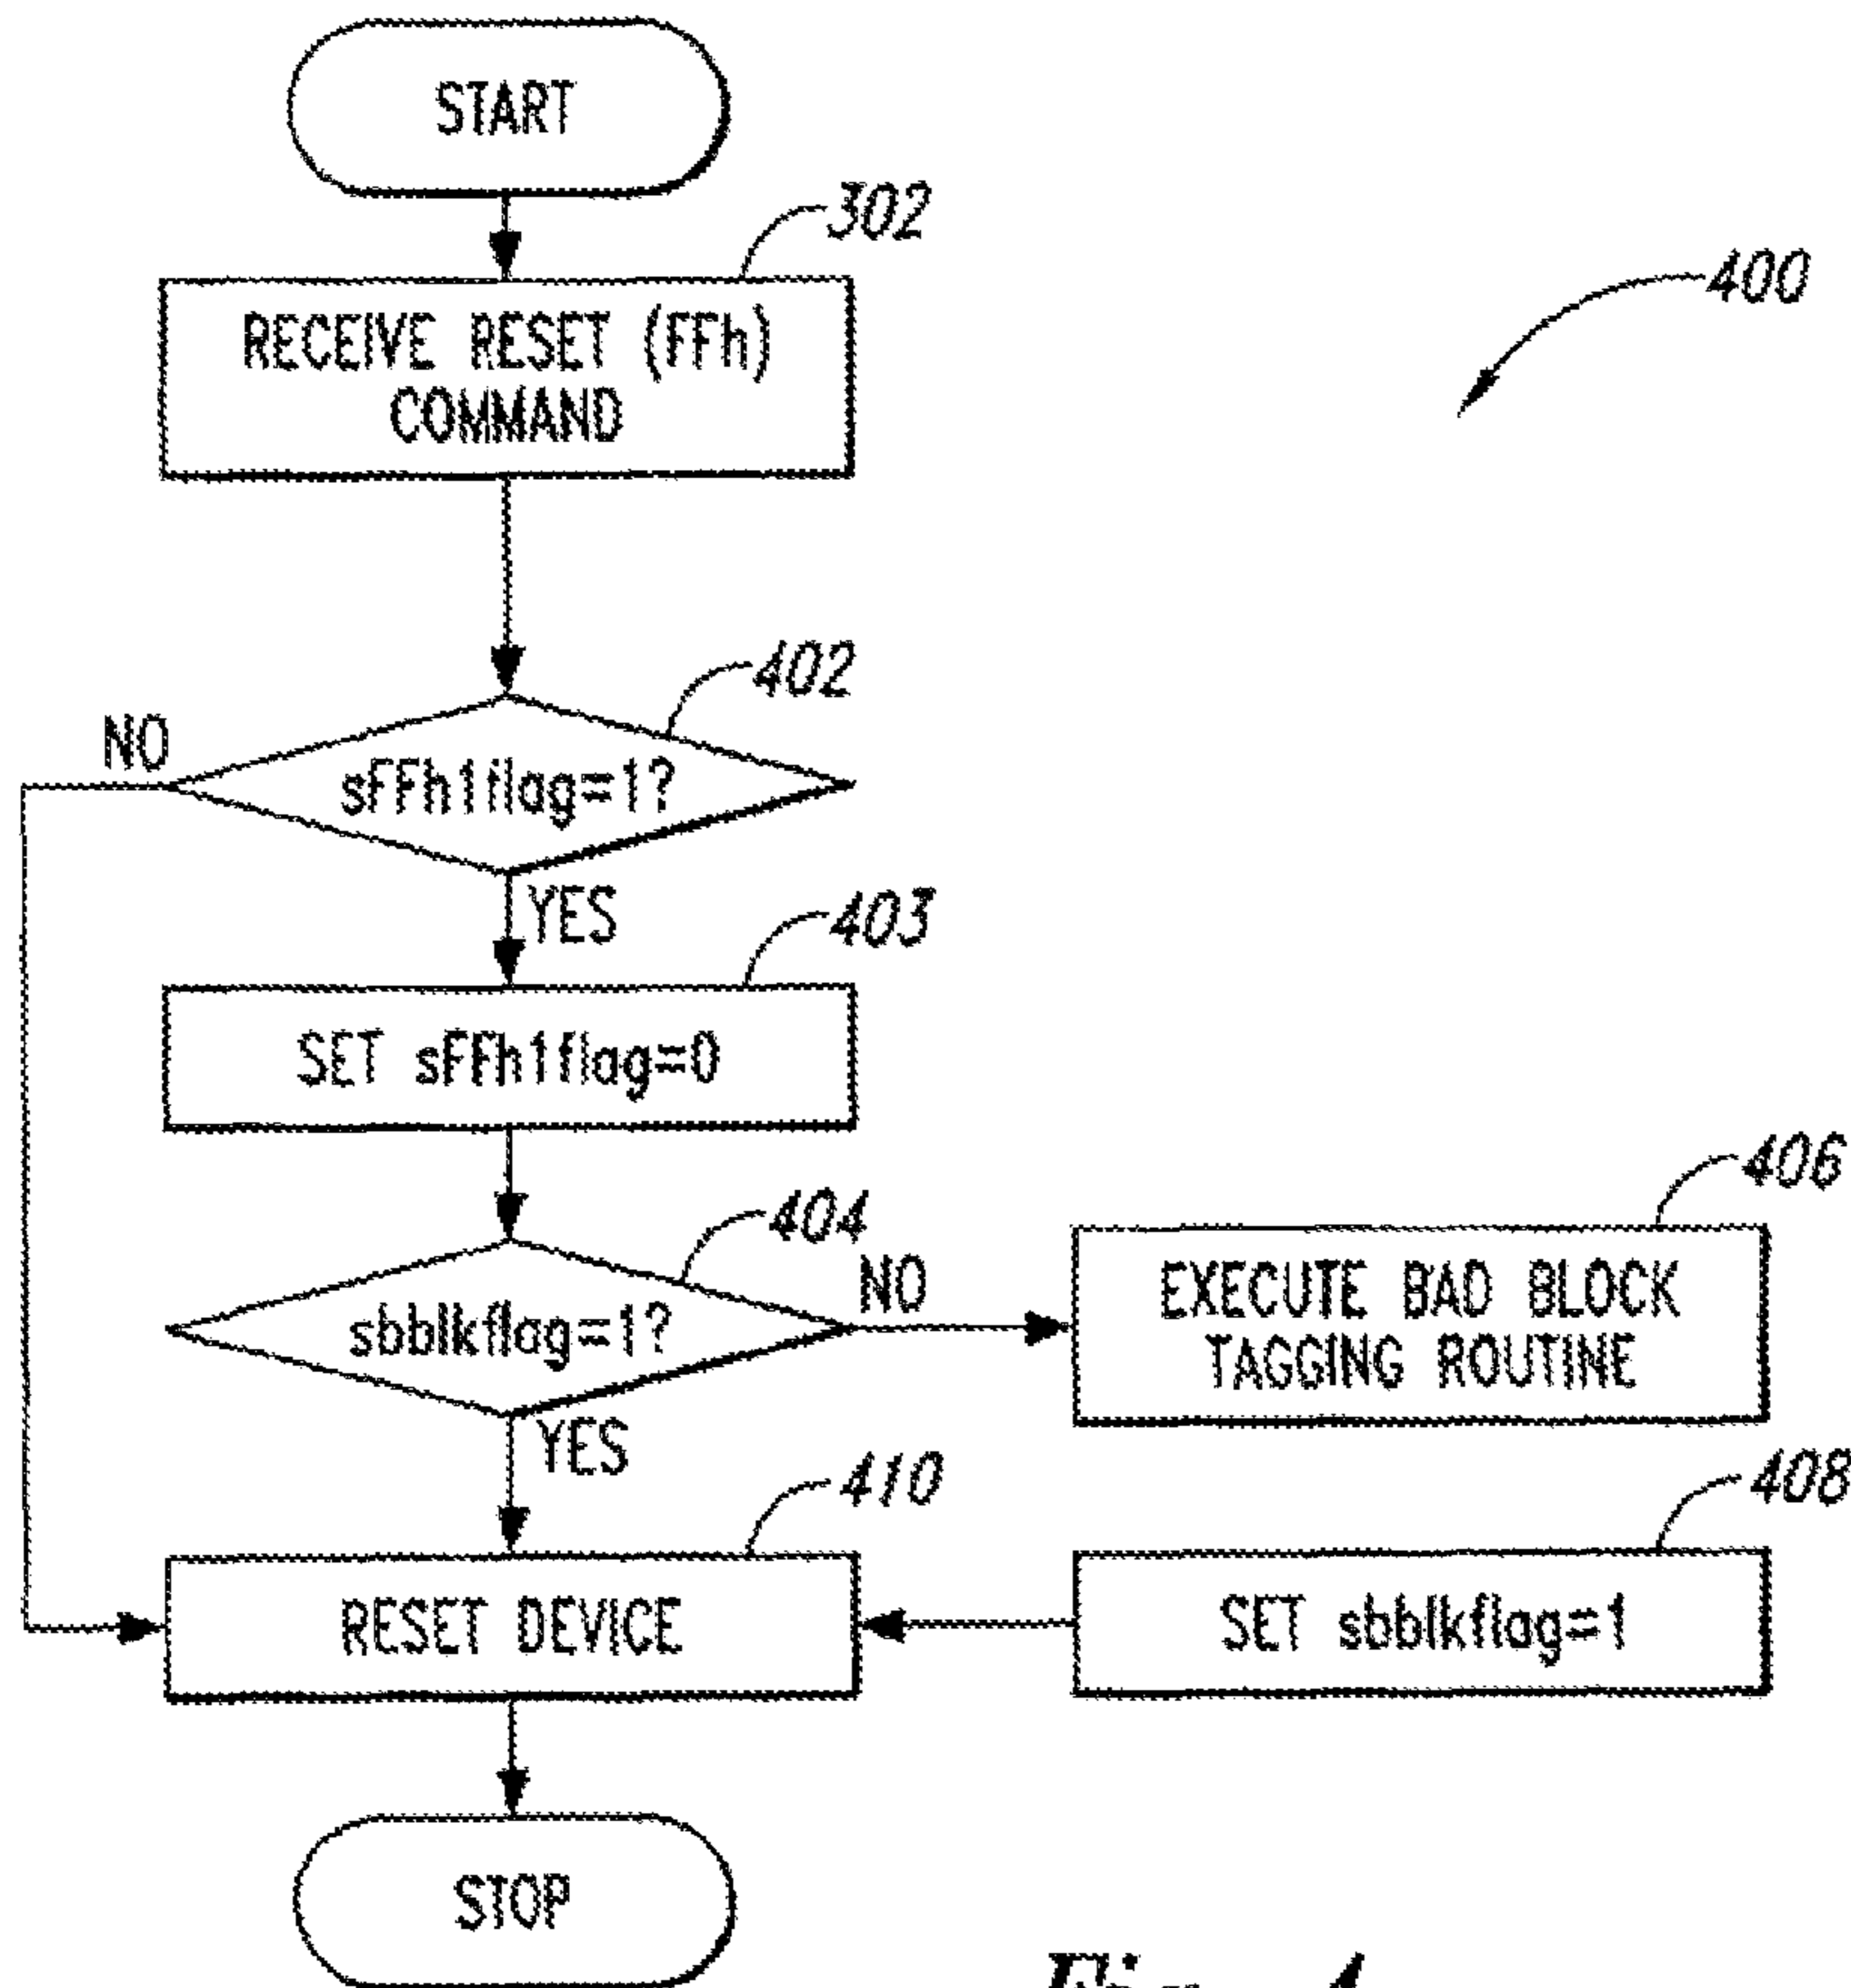 START
302
RECEIVE RESET (FFh)
COMMAND
400
402
NO
sFFh1flag=1?
YES
403
SET sFFh1flag=0
404
NO
sbblkflag=1?
406
EXECUTE BAD BLOCK
TAGGING ROUTINE
YES
410
RESET DEVICE
408
SET sbblkflag=1
STOP